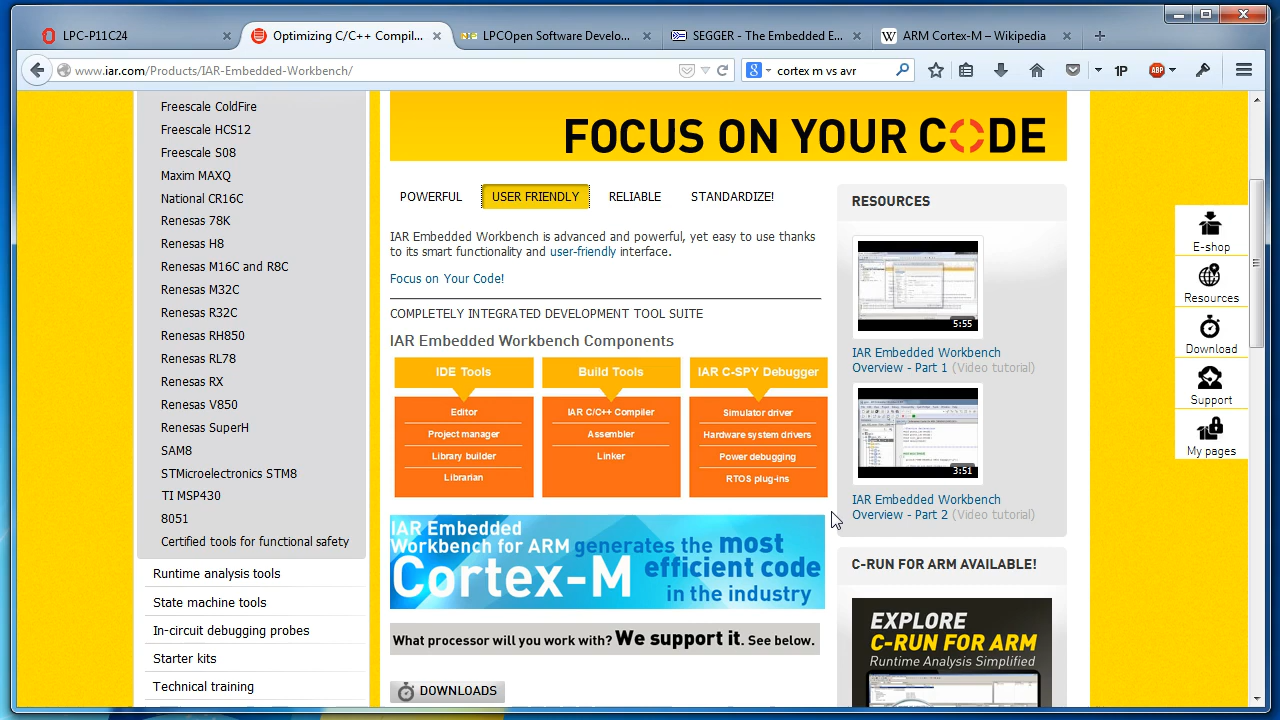 LPC-P11C24
Optimizing C/C++ Compil...
LPCOpen Software Develo...
SEGGER - The Embedded E...
ARM Cortex-M – Wikipedia
www.iar.com/Products/IAR-Embedded-Workbench/
cortex m vs avr
1P
ABP
Freescale ColdFire
Freescale HCS12
Freescale S08
Maxim MAXQ
National CR16C
Renesas 78K
Renesas H8
Renesas M16C and R8C
Renesas M32C
Renesas R32C
Renesas RH850
Renesas RL78
Renesas RX
Renesas V850
Renesas SuperH
SAM8
STMicroelectronics STM8
TI MSP430
8051
Certified tools for functional safety
Runtime analysis tools
State machine tools
In-circuit debugging probes
Starter kits
Technical training
FOCUS ON YOUR CODE
POWERFUL
USER FRIENDLY
RELIABLE
STANDARDIZE!
IAR Embedded Workbench is advanced and powerful, yet easy to use thanks
to its smart functionality and user-friendly interface.
Focus on Your Code!
COMPLETELY INTEGRATED DEVELOPMENT TOOL SUITE
IAR Embedded Workbench Components
IDE Tools
Editor
Project manager
Library builder
Librarian
Build Tools
IAR C/C++ Compiler
Assembler
Linker
IAR C-SPY Debugger
Simulator driver
Hardware system drivers
Power debugging
RTOS plug-ins
IAR Embedded
Workbench for ARM generates the most
Cortex-M efficient code
in the industry
What processor will you work with? We support it. See below.
DOWNLOADS
RESOURCES
5:55
IAR Embedded Workbench
Overview - Part 1 (Video tutorial)
3:51
IAR Embedded Workbench
Overview - Part 2 (Video tutorial)
C-RUN FOR ARM AVAILABLE!
EXPLORE
C-RUN FOR ARM
Runtime Analysis Simplified
E-shop
Resources
Download
Support
My pages